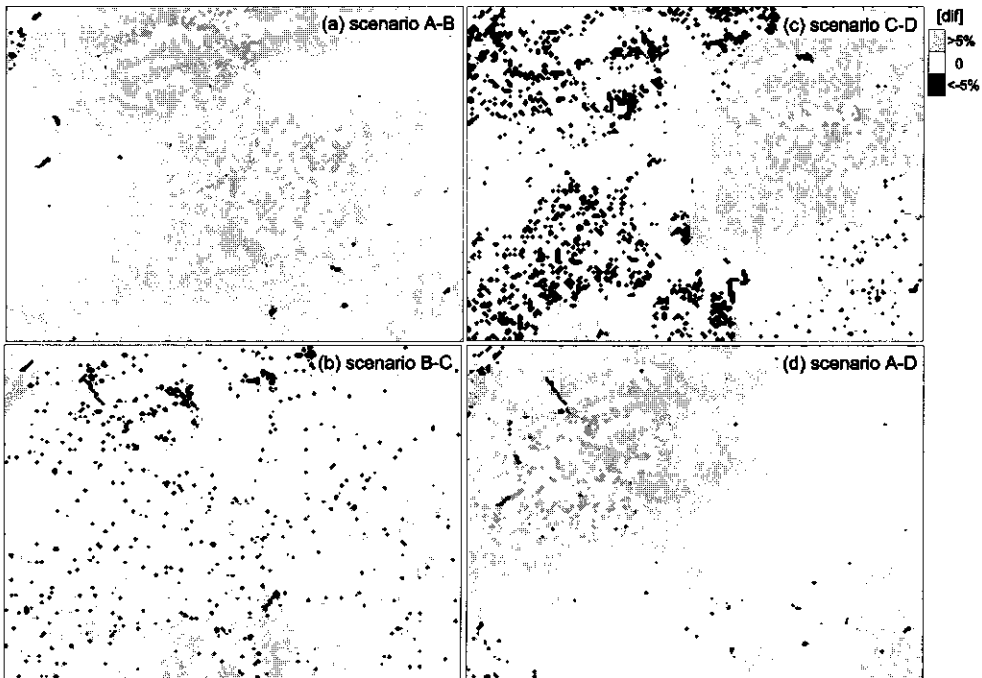 (a) scenario A-B
(c) scenario C-D
[dif]
>5%
0
<-5%
(b) scenario B-C
(d) scenario A-D